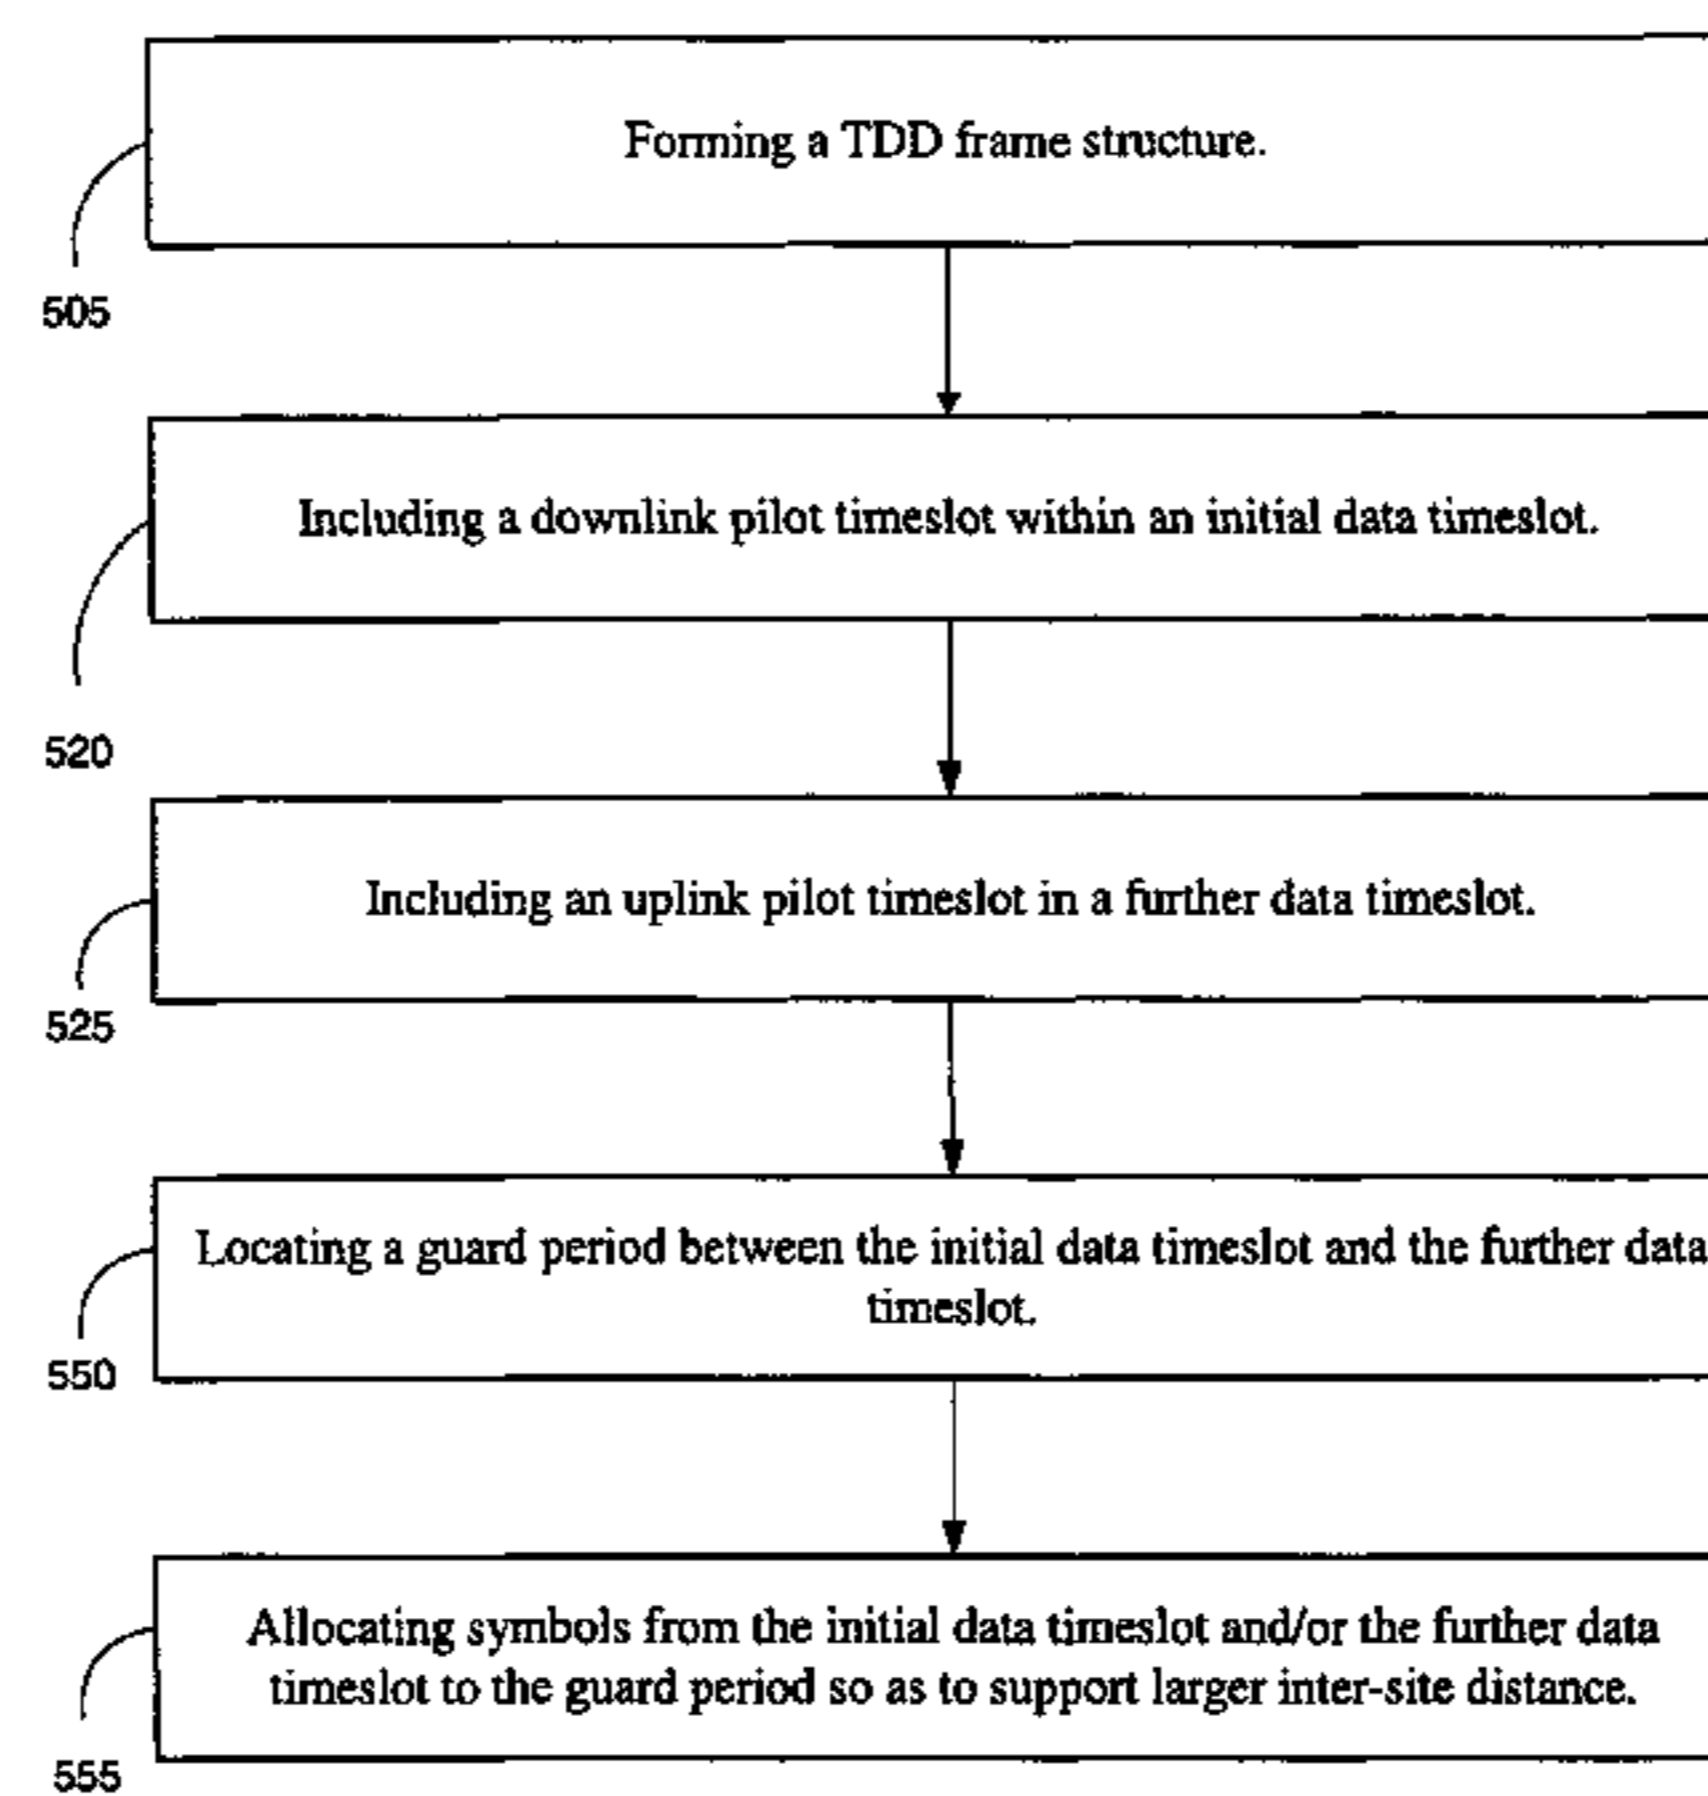 Forming a TDD frame structure.
505
Including a downlink pilot timeslot within an initial data timeslot.
520
Including an uplink pilot timeslot in a further data timeslot.
525
Locating a guard period between the initial data timeslot and the further data
timeslot.
550
Allocating symbols from the initial data timeslot and/or the further data
timeslot to the guard period so as to support larger inter-site distance.
555